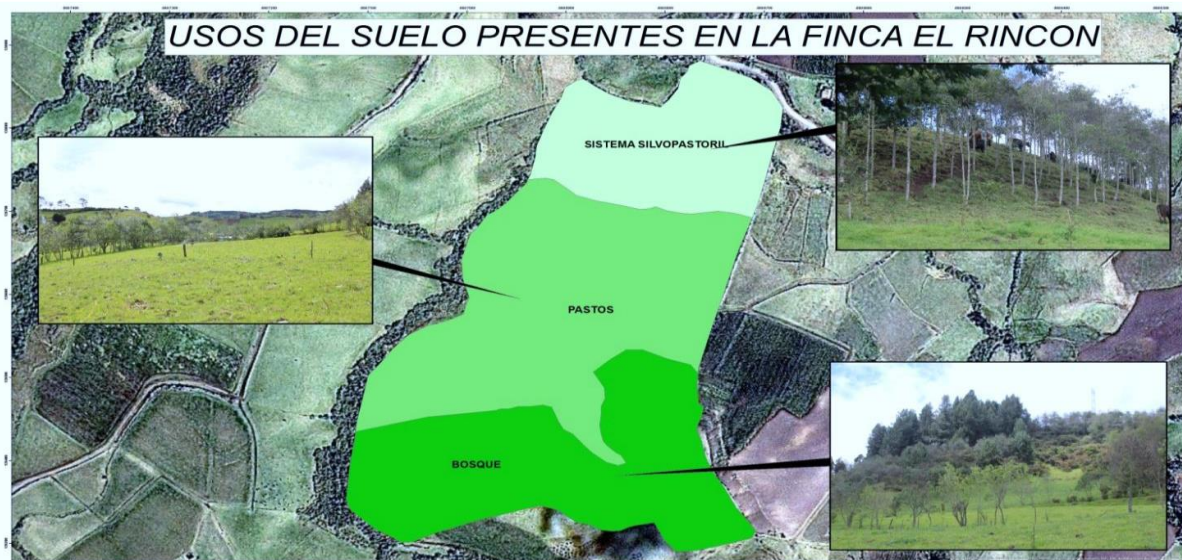 USOS DEL SUELO PRESENTES EN LA FINCA EL RINCON
SISTEMA SILVOPASTORIL
PASTOS
BOSQUE